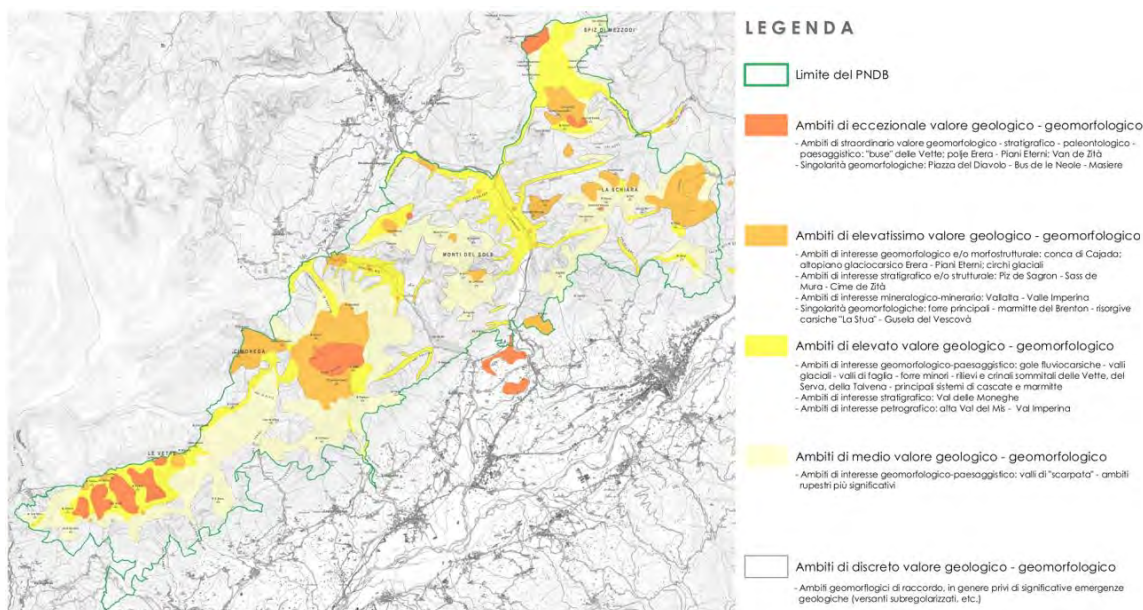 SPIZ DI MEZZODI'
LA SCHIARA
MONTI DEL SOLE
CIMONEGA
LE VETTE
LEGENDA
Limite del PNDB
Ambiti di eccezionale valore geologico - geomorfologico
- Ambiti di straordinario valore geomorfologico - stratigrafico - paleontologico -
paesaggistico: "buse" delle Vette; polje Erera - Piani Eterni; Van de Zità
- Singolarità geomorfologiche: Piazza del Diavolo - Bus de le Neole - Masiere
Ambiti di elevatissimo valore geologico - geomorfologico
- Ambiti di interesse geomorfologico e/o morfostrutturale: conca di Cajada;
altopiano glaciocarsico Erera - Piani Eterni; circhi glaciali
- Ambiti di interesse stratigrafico e/o strutturale: Piz de Sagron - Sass de
Mura - Cime de Zità
- Ambiti di interesse mineralogico-minerario: Vallalta - Valle Imperina
- Singolarità geomorfologiche: forre principali - marmitte del Brenton - risorgive
carsiche "La Stua" - Gusela del Vescovà
Ambiti di elevato valore geologico - geomorfologico
- Ambiti di interesse geomorfologico-paesaggistico: gole fluviocarsiche - valli
glaciali - valli di faglia - forre minori - rilievi e crinali sommitali delle Vette, del
Serva, della Talvena - principali sistemi di cascate e marmitte
- Ambiti di interesse stratigrafico: Val delle Moneghe
- Ambiti di interesse petrografico: alta Val del Mis - Val Imperina
Ambiti di medio valore geologico - geomorfologico
- Ambiti di interesse geomorfologico-paesaggistico: valli di "scarpata" - ambiti
rupestri più significativi
Ambiti di discreto valore geologico - geomorfologico
- Ambiti geomorflogici di raccordo, in genere privi di significative emergenze
geologiche (versanti subregolarizzati, etc.)